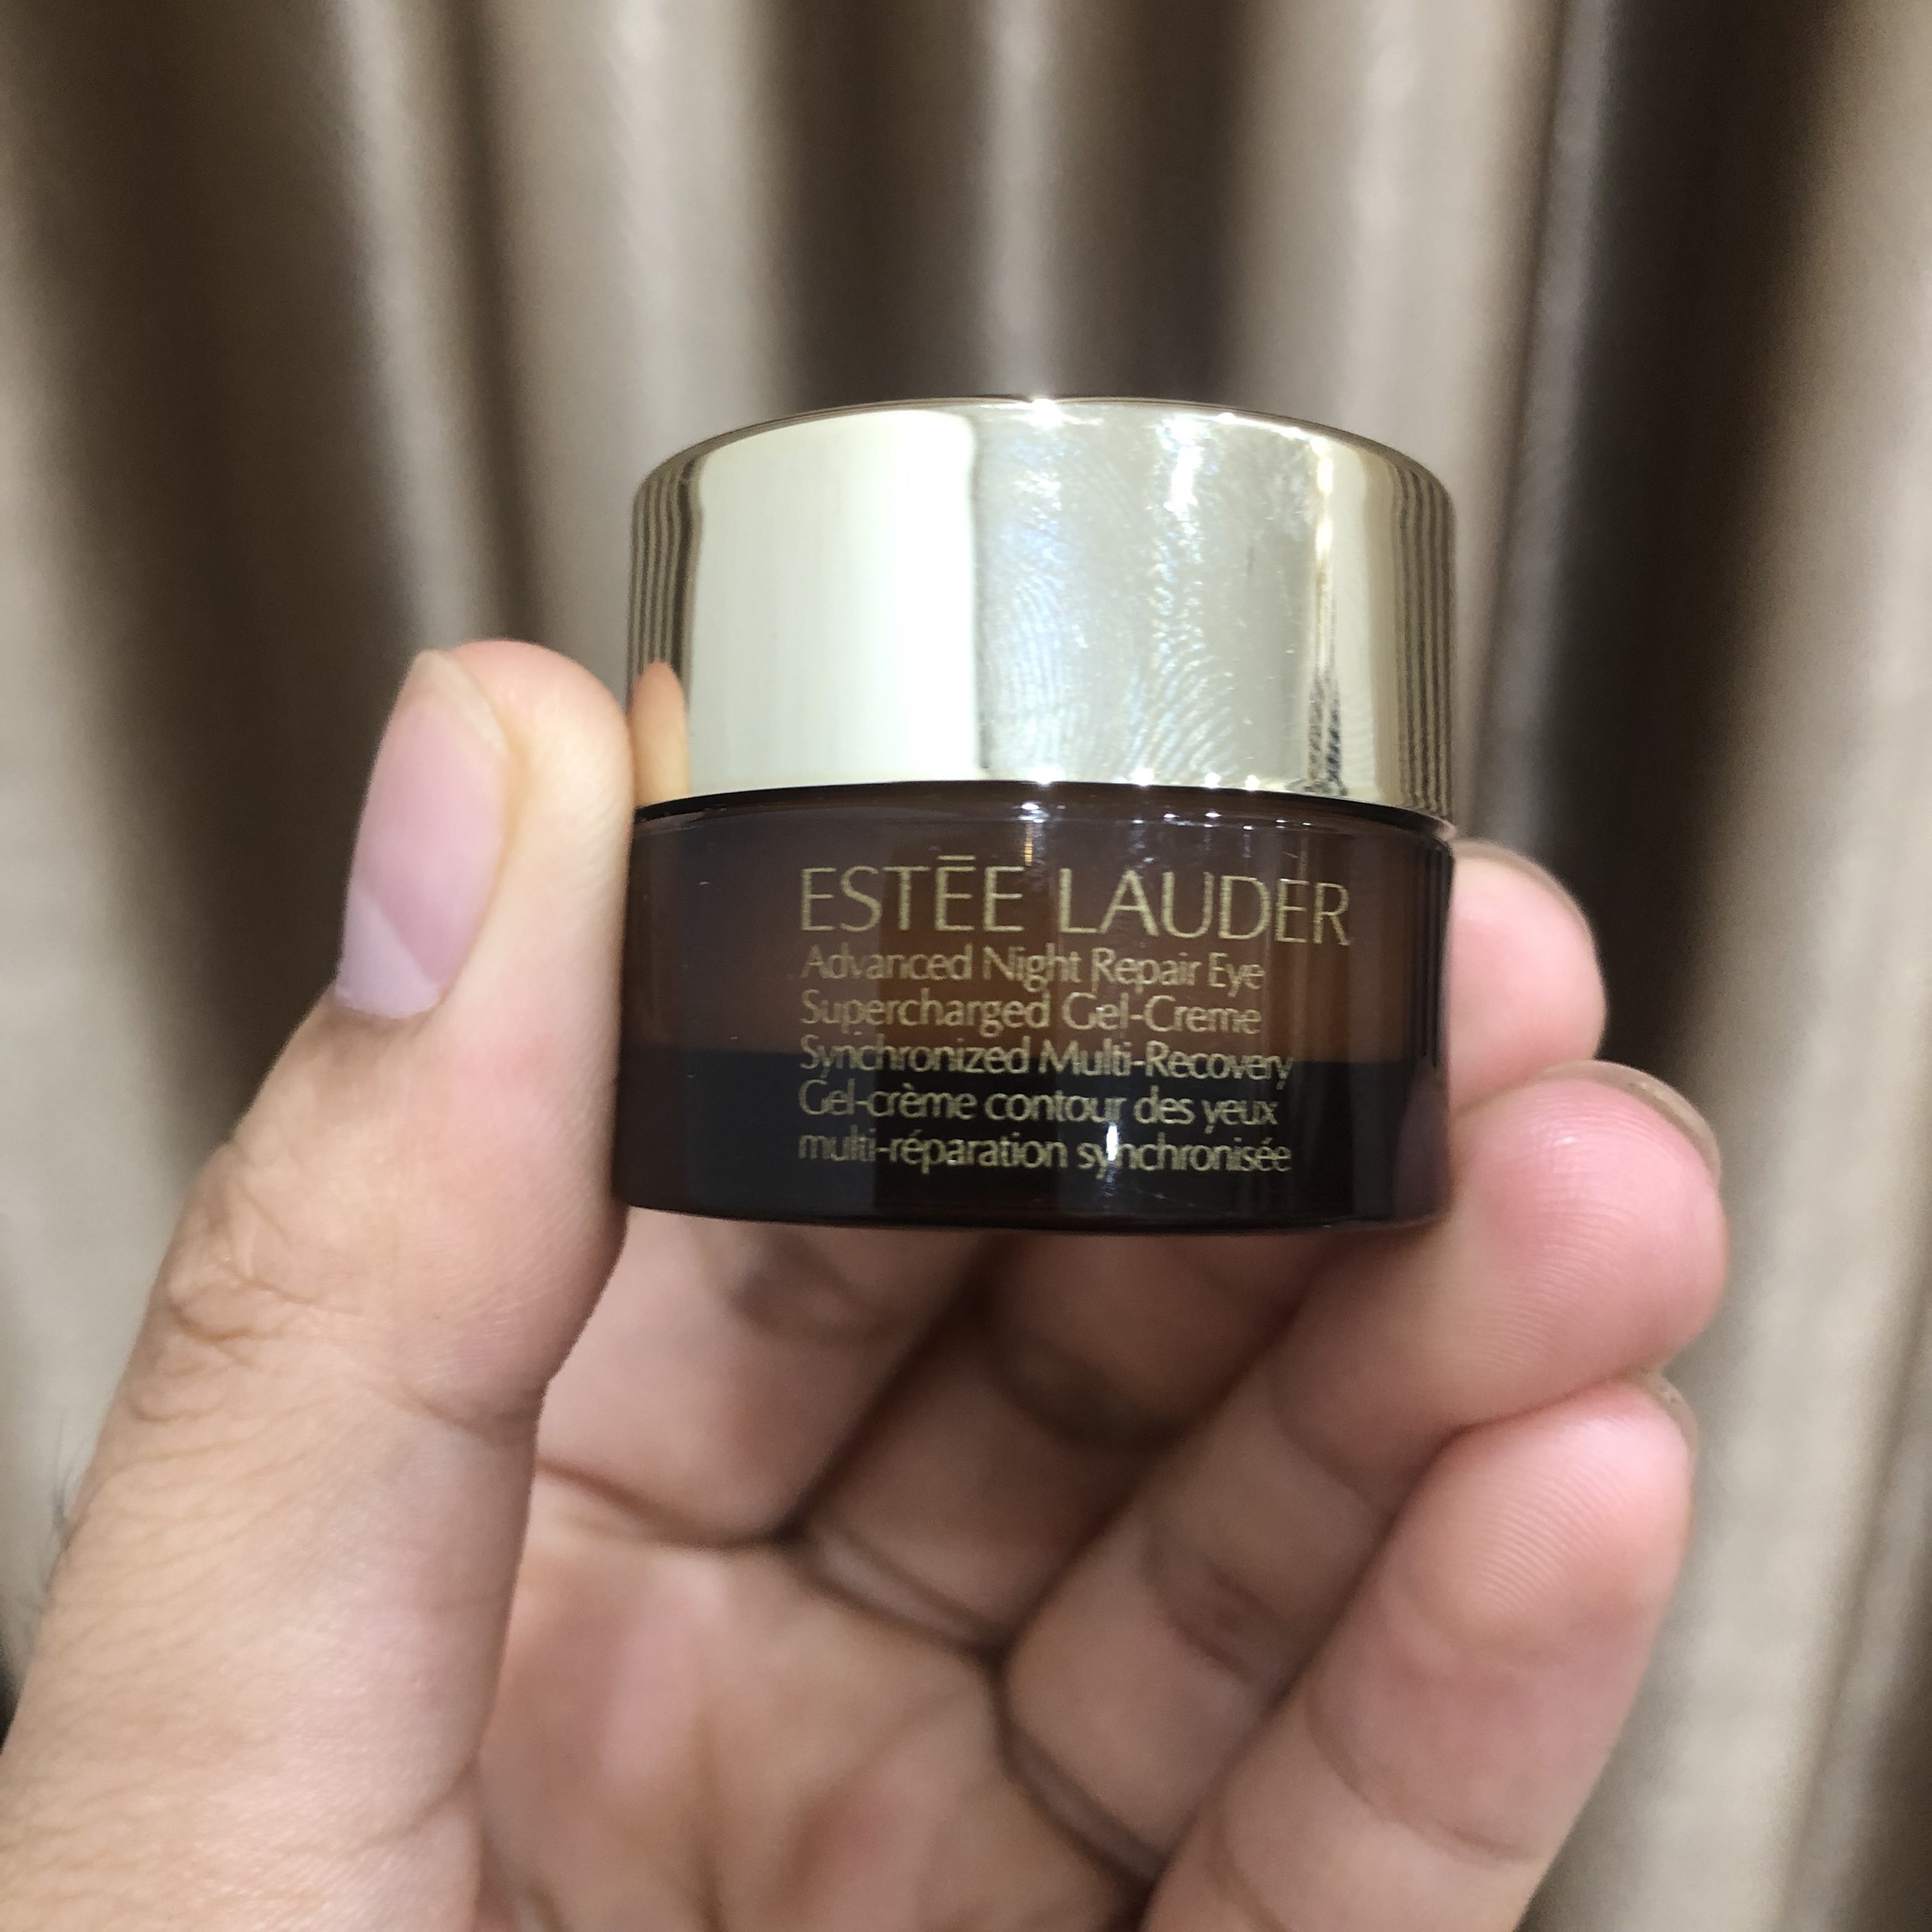 ESTĒE LAUDER
Advanced Night Repair Eye
Supercharged Gel-Creme
Synchronized Multi-Recovery
Gel-crème contour des yeux
multi-réparation synchronisée